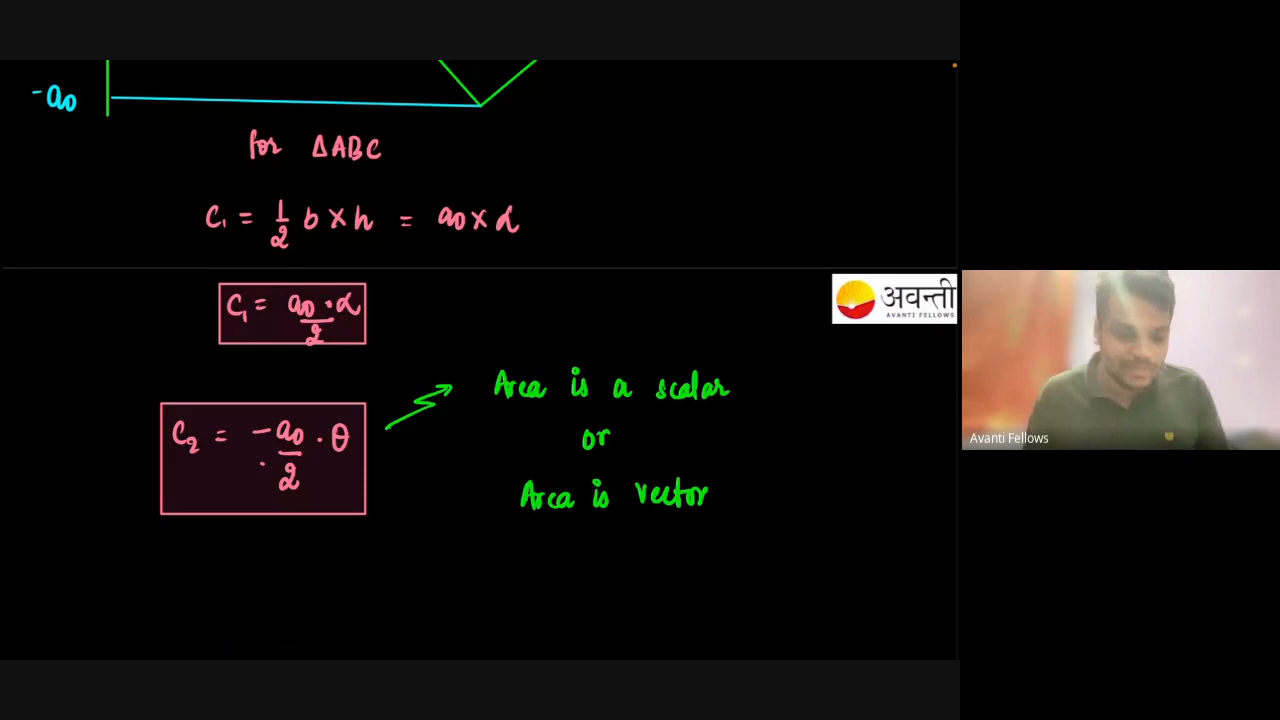 -a₀
for ΔABC
C₁ = 1/2 b × h = a₀ × α
C₁ = a₀ · α / 2
अवन्ती
AVANTI FELLOWS
C₂ = -a₀/2 · θ
Area is a scalar
or
Area is vector
Avanti Fellows